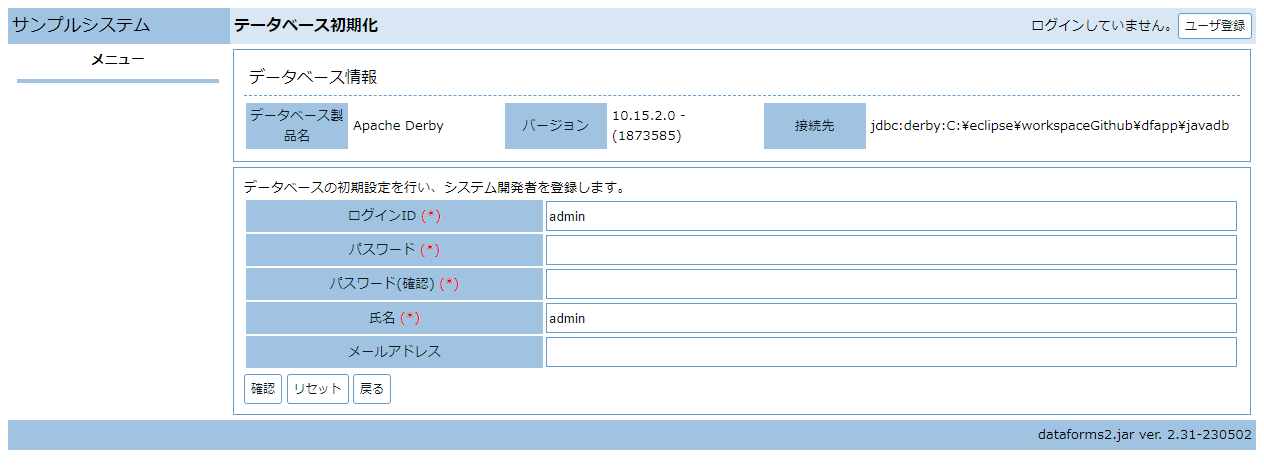 サンプルシステム
データベース初期化
ログインしていません。 ユーザ登録
メニュー
データベース情報
データベース製
品名
Apache Derby
バージョン
10.15.2.0 -
(1873585)
接続先
jdbc:derby:C:¥eclipse¥workspaceGithub¥dfapp¥javadb
データベースの初期設定を行い、システム開発者を登録します。
ログインID (*) admin
パスワード (*)
パスワード(確認) (*)
氏名 (*) admin
メールアドレス
確認 リセット 戻る
dataforms2.jar ver. 2.31-230502